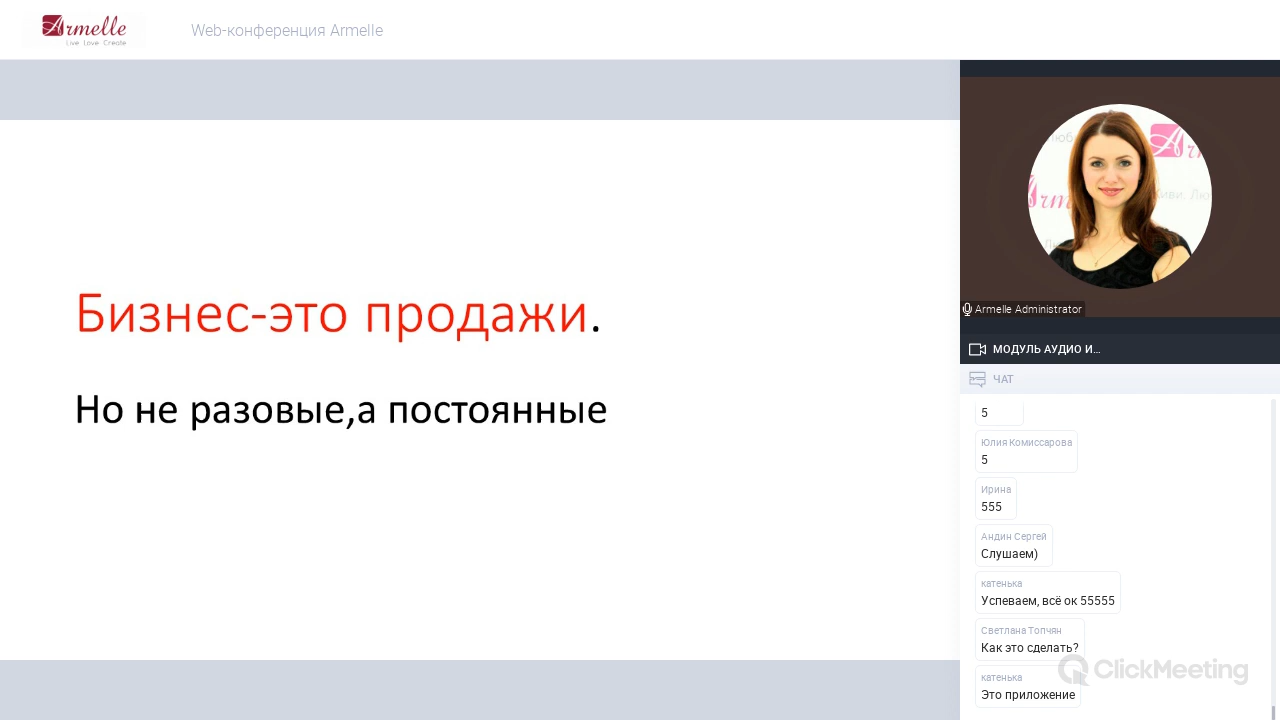 Armelle
Live Love Create
Web-конференция Armelle
Бизнес-это продажи.
Но не разовые,а постоянные
Armelle Administrator
МОДУЛЬ АУДИО И...
ЧАТ
5
Юлия Комиссарова
5
Ирина
555
Андин Сергей
Слушаем)
катенька
Успеваем, всё ок 55555
Светлана Топчян
Как это сделать?
ClickMeeting
катенька
Это приложение